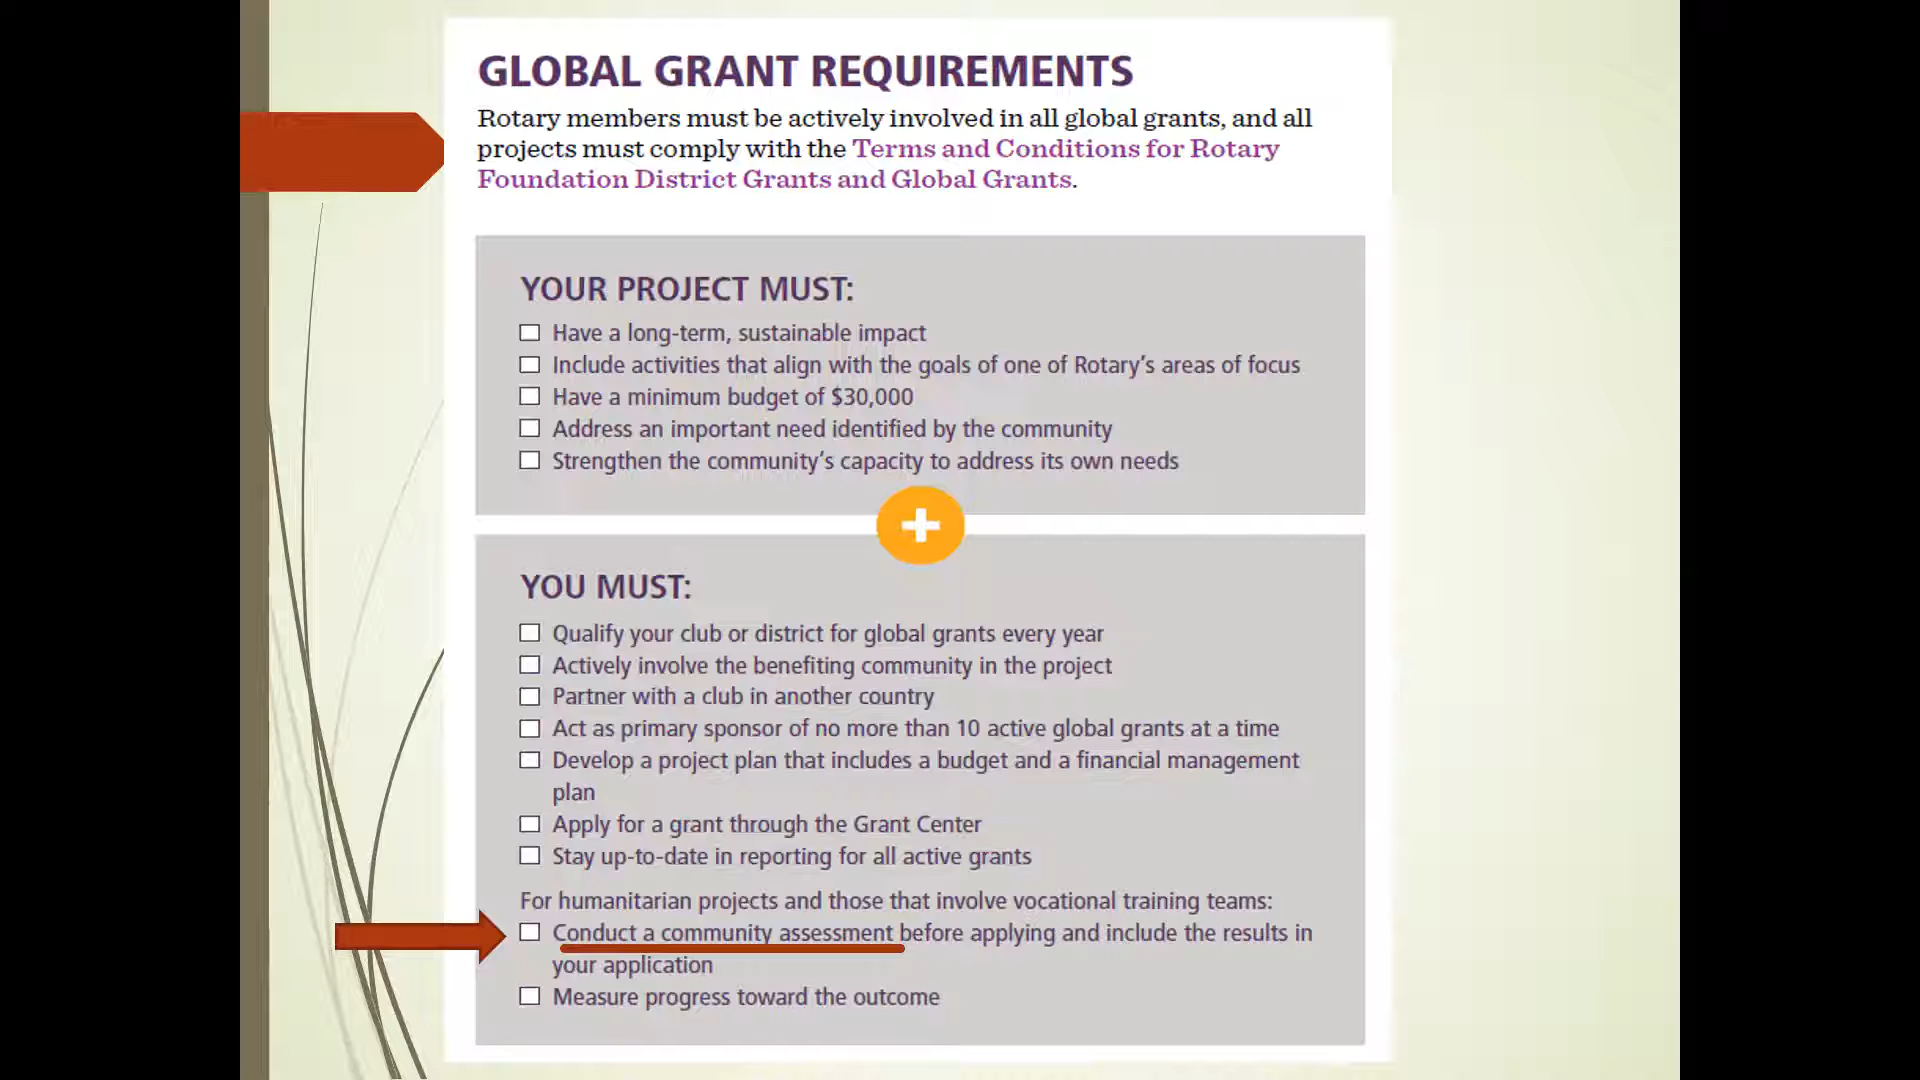 GLOBAL GRANT REQUIREMENTS
Rotary members must be actively involved in all global grants, and all
projects must comply with the Terms and Conditions for Rotary
Foundation District Grants and Global Grants.
YOUR PROJECT MUST:
Have a long-term, sustainable impact
Include activities that align with the goals of one of Rotary's areas of focus
Have a minimum budget of $30,000
Address an important need identified by the community
Strengthen the community's capacity to address its own needs
+
YOU MUST:
Qualify your club or district for global grants every year
Actively involve the benefiting community in the project
Partner with a club in another country
Act as primary sponsor of no more than 10 active global grants at a time
Develop a project plan that includes a budget and a financial management
plan
Apply for a grant through the Grant Center
Stay up-to-date in reporting for all active grants
For humanitarian projects and those that involve vocational training teams:
Conduct a community assessment before applying and include the results in
your application
Measure progress toward the outcome